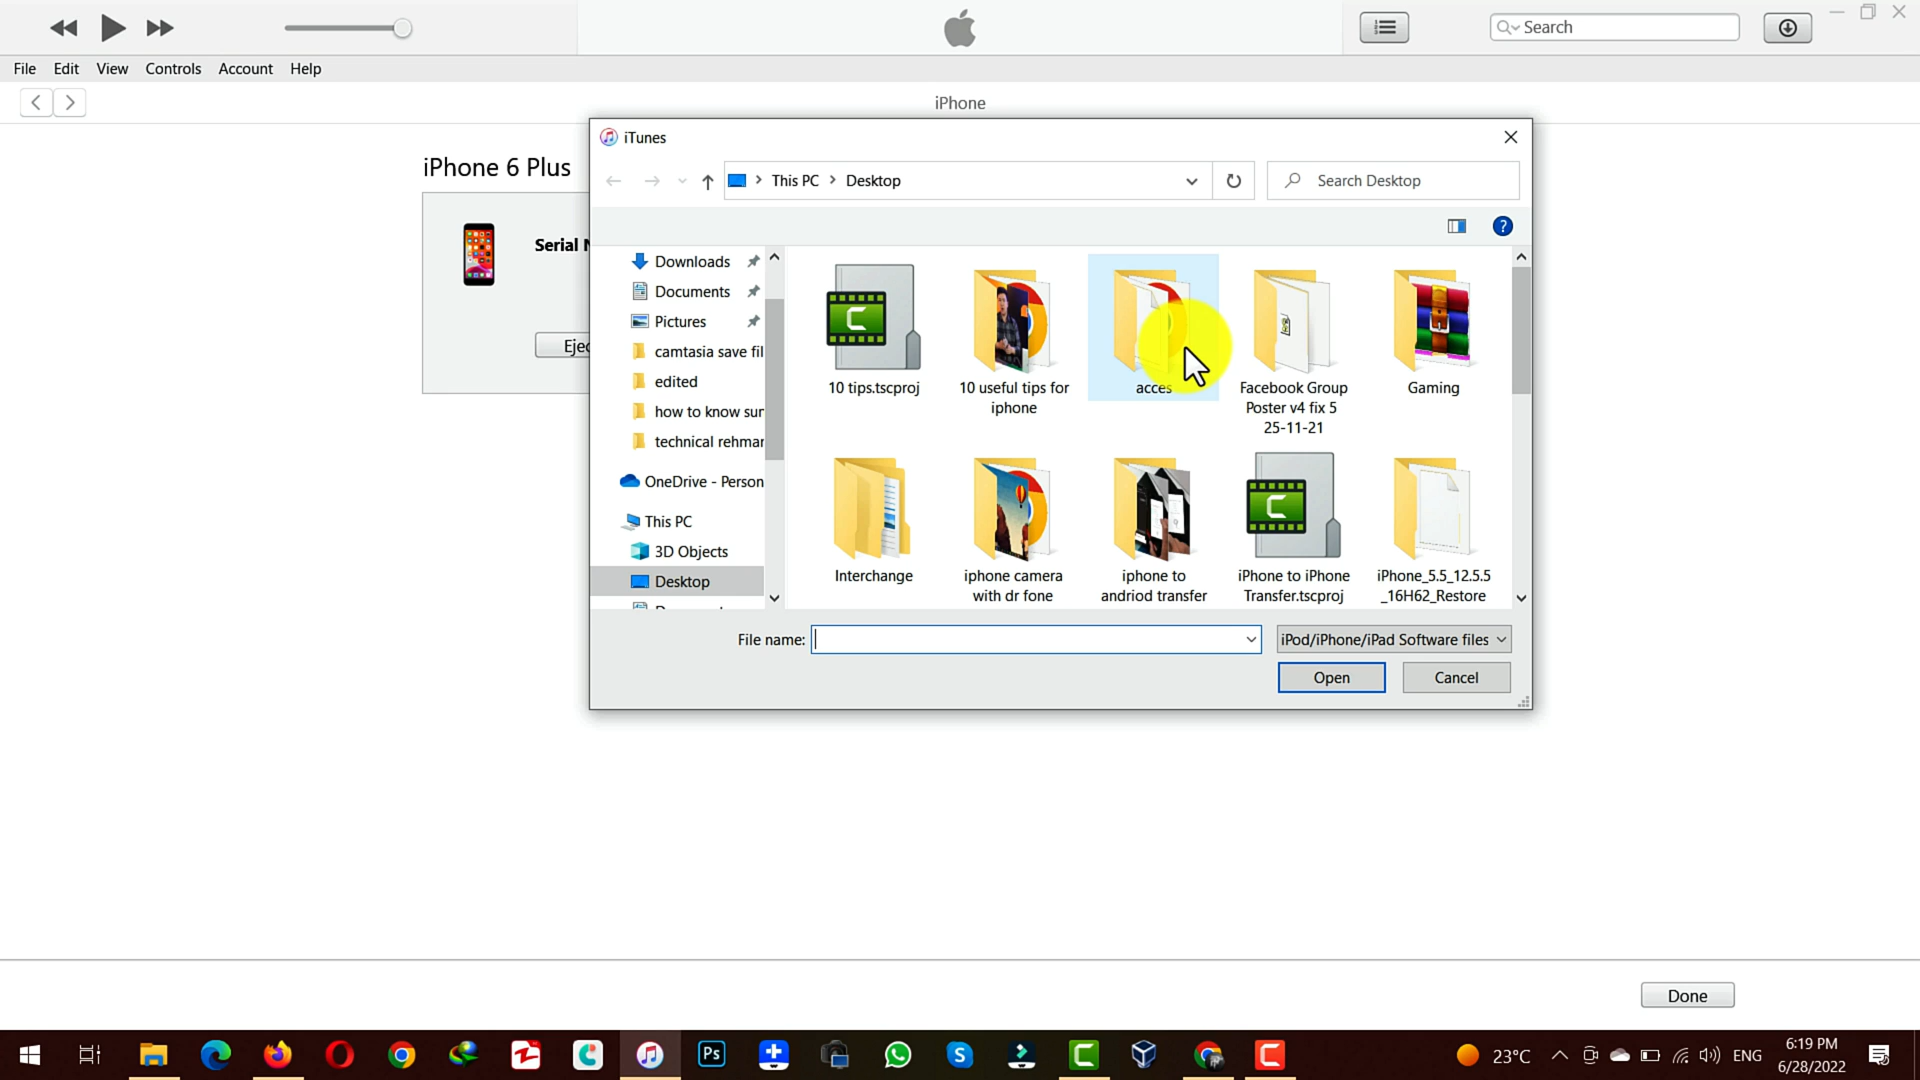 Search
File Edit View Controls Account Help
iPhone
iPhone 6 Plus
Serial N
Ejec
iTunes
This PC > Desktop
Search Desktop
Downloads
Documents
Pictures
camtasia save fil
edited
how to know sur
technical rehmar
OneDrive - Person
This PC
3D Objects
Desktop
10 tips.tscproj
10 useful tips for
iphone
acces
Facebook Group
Poster v4 fix 5
25-11-21
Gaming
Interchange
iphone camera
with dr fone
iphone to
andriod transfer
iPhone to iPhone
Transfer.tscproj
iPhone_5.5_12.5.5
_16H62_Restore
File name:
iPod/iPhone/iPad Software files
Open
Cancel
Done
Ps
23°C
ENG
6:19 PM
6/28/2022